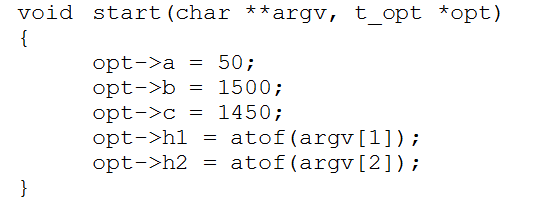 void start(char **argv, t_opt *opt)
{
opt->a = 50;
opt->b = 1500;
opt->c = 1450;
opt->h1 = atof(argv[1]);
opt->h2 = atof(argv[2]);
}